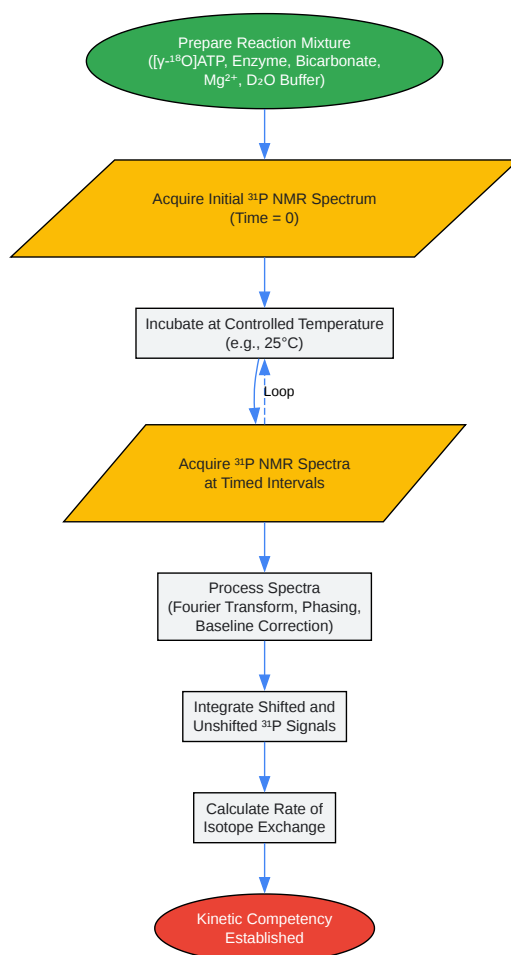 Prepare Reaction Mixture
([γ-¹⁸O]ATP, Enzyme, Bicarbonate,
Mg²⁺, D₂O Buffer)
Acquire Initial ³¹P NMR Spectrum
(Time = 0)
Incubate at Controlled Temperature
(e.g., 25°C)
Loop
Acquire ³¹P NMR Spectra
at Timed Intervals
Process Spectra
(Fourier Transform, Phasing,
Baseline Correction)
Integrate Shifted and
Unshifted ³¹P Signals
Calculate Rate of
Isotope Exchange
Kinetic Competency
Established